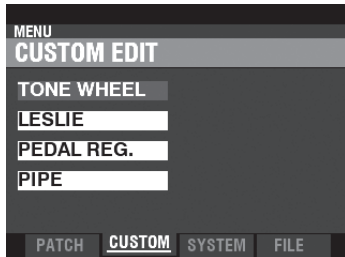 MENU
CUSTOM EDIT
TONE WHEEL
LESLIE
PEDAL REG.
PIPE
PATCH CUSTOM SYSTEM FILE